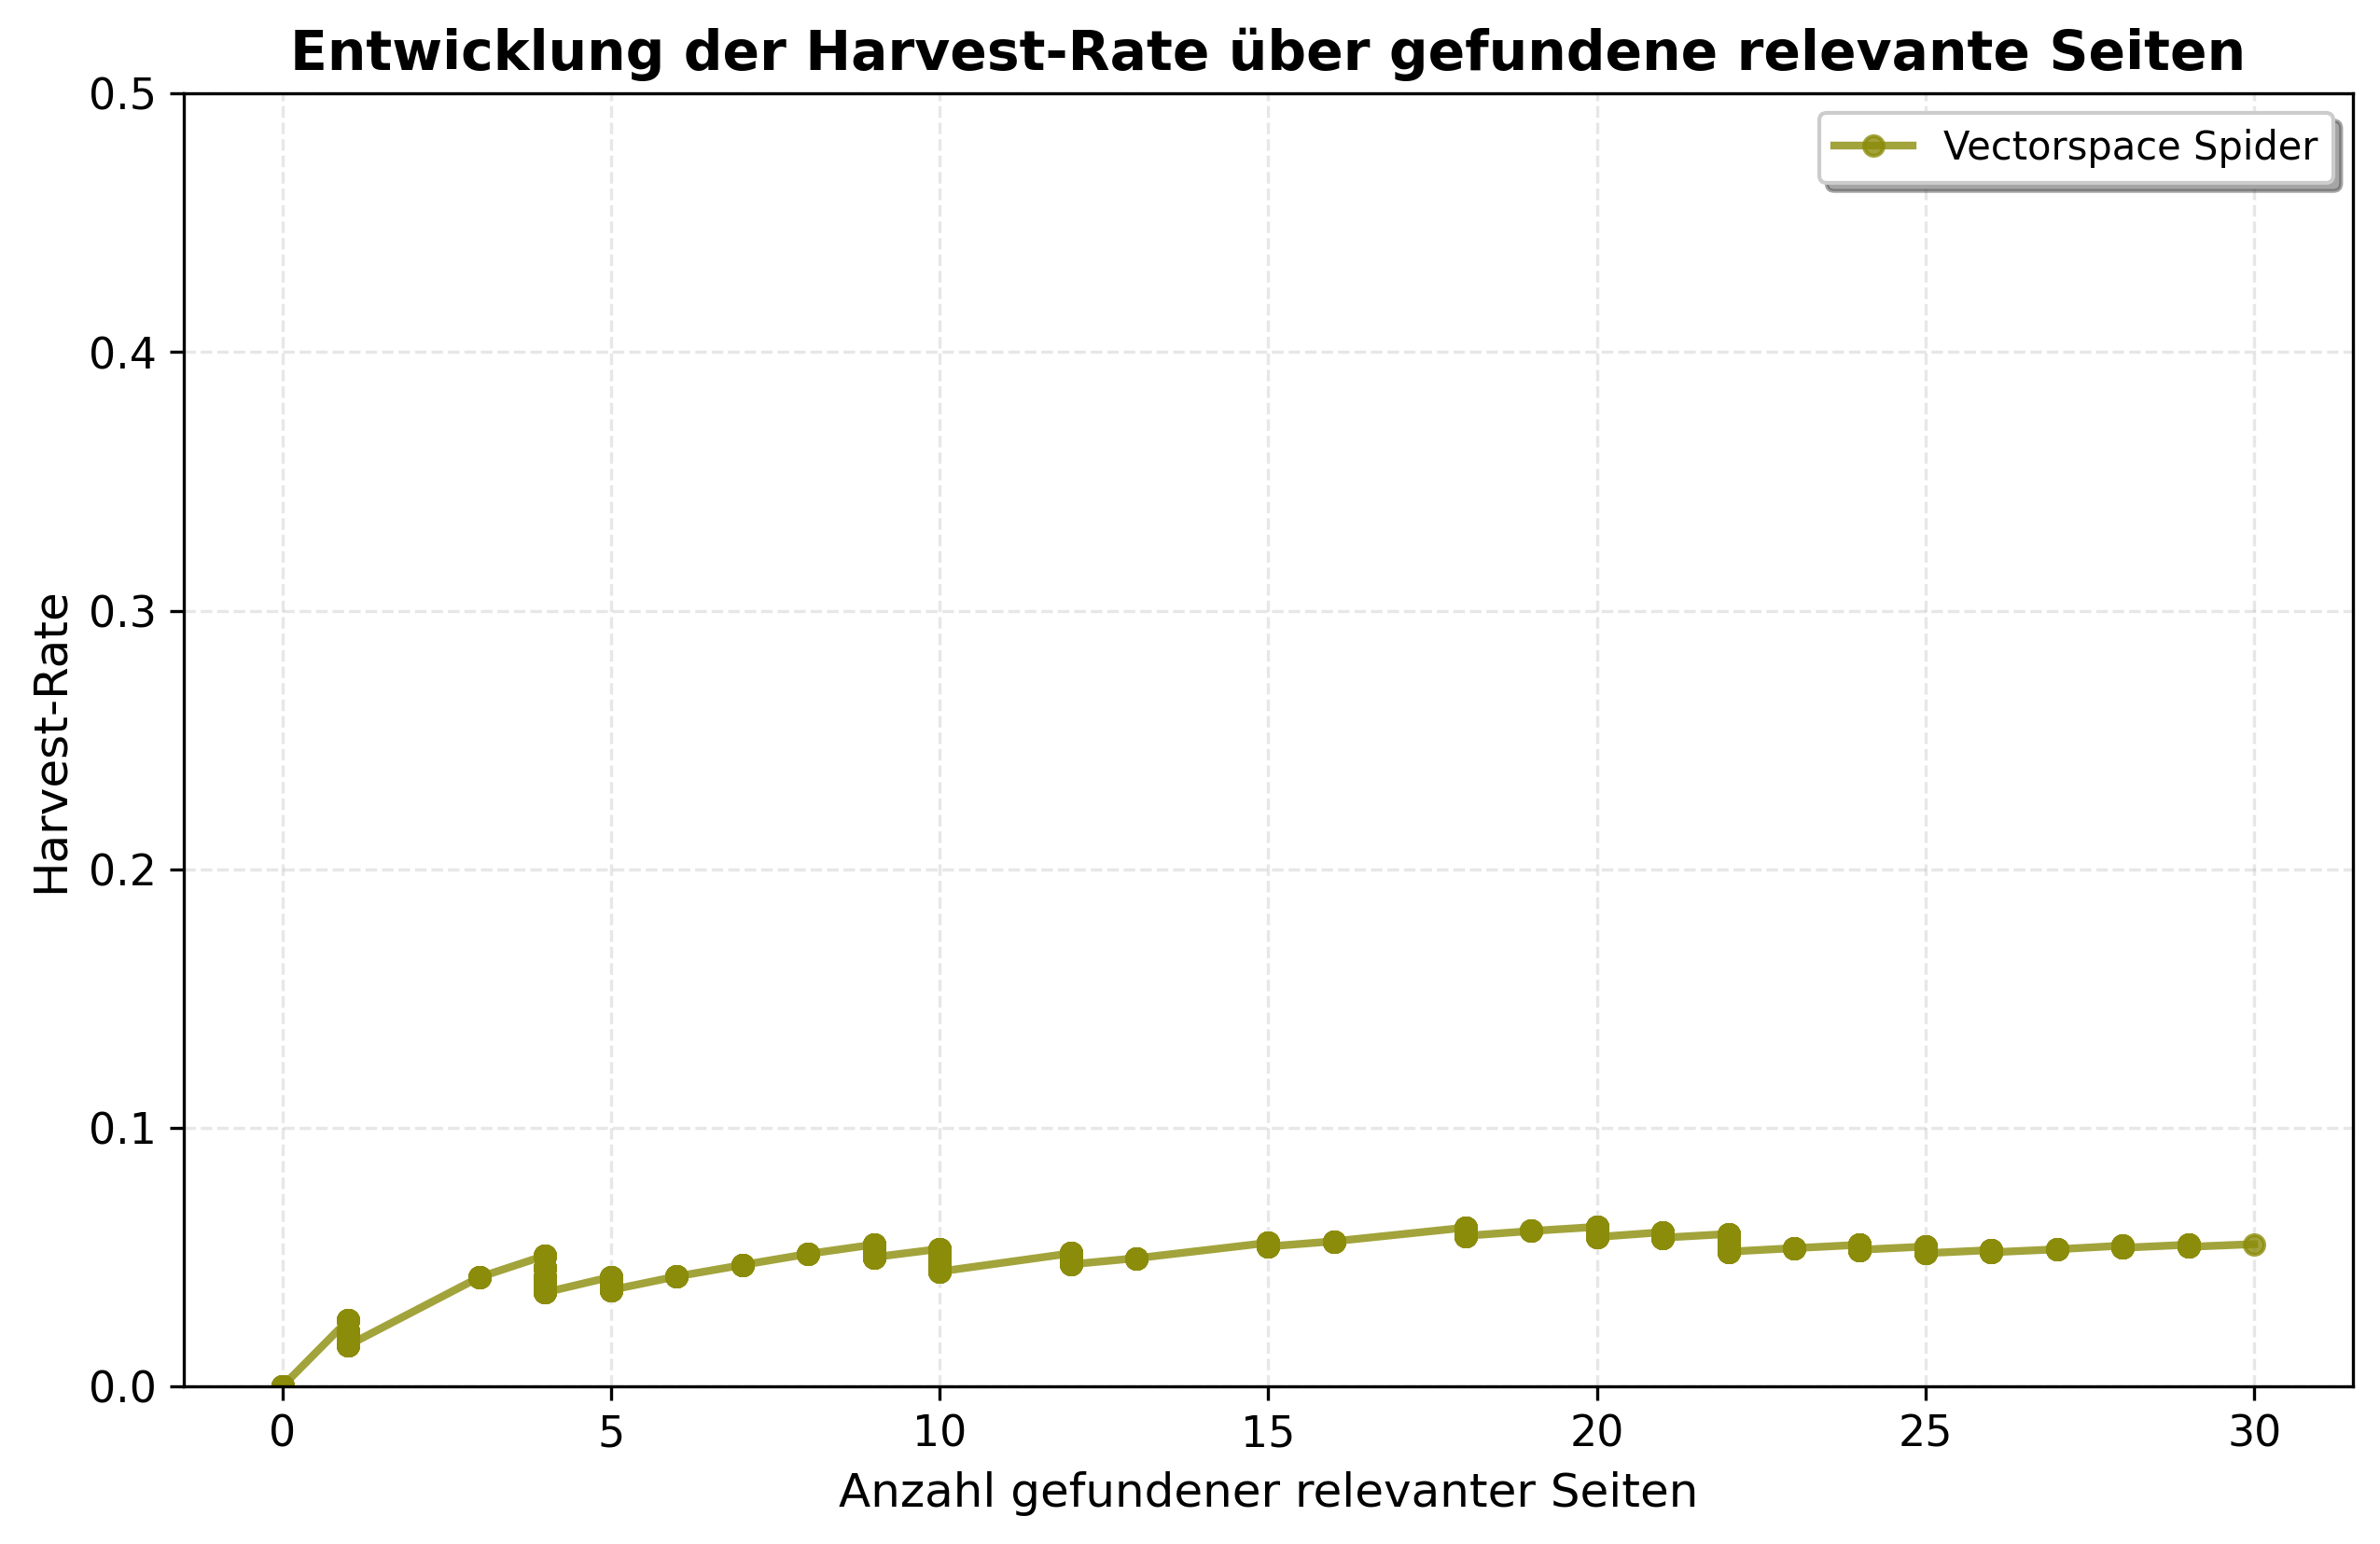 Entwicklung der Harvest-Rate über gefundene relevante Seiten
Vectorspace Spider
Harvest-Rate
0.5
0.4
0.3
0.2
0.1
0.0
0 5 10 15 20 25 30
Anzahl gefundener relevanter Seiten